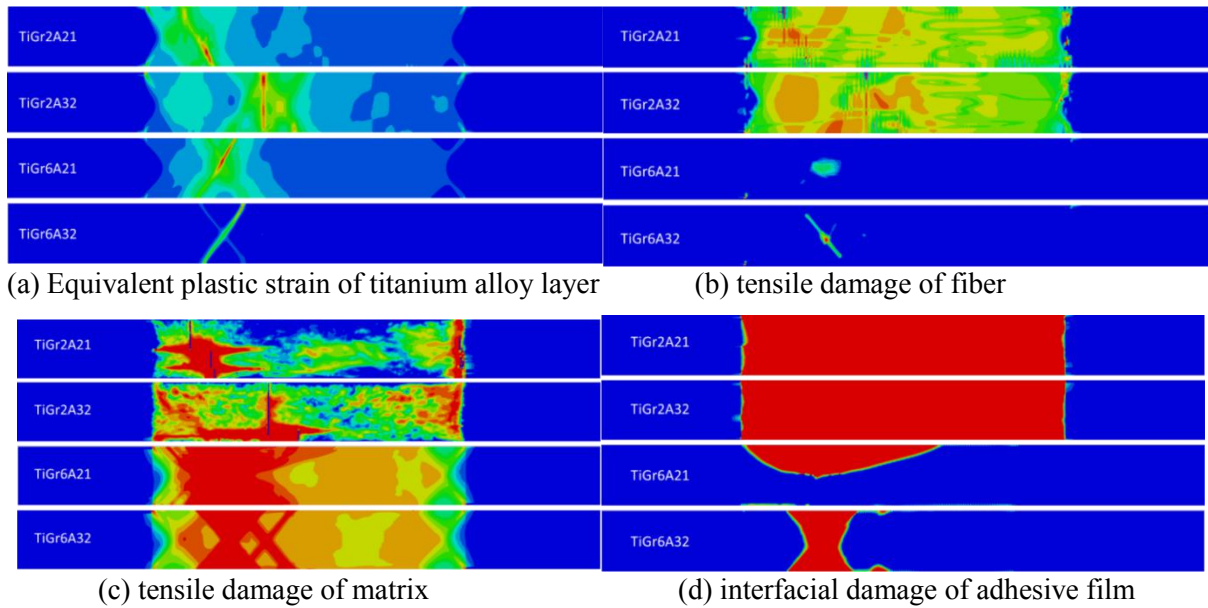 TiGr2A21
TiGr2A32
TiGr6A21
TiGr6A32
(a) Equivalent plastic strain of titanium alloy layer
TiGr2A21
TiGr2A32
TiGr6A21
TiGr6A32
(b) tensile damage of fiber
TiGr2A21
TiGr2A32
TiGr6A21
TiGr6A32
(c) tensile damage of matrix
TiGr2A21
TiGr2A32
TiGr6A21
TiGr6A32
(d) interfacial damage of adhesive film